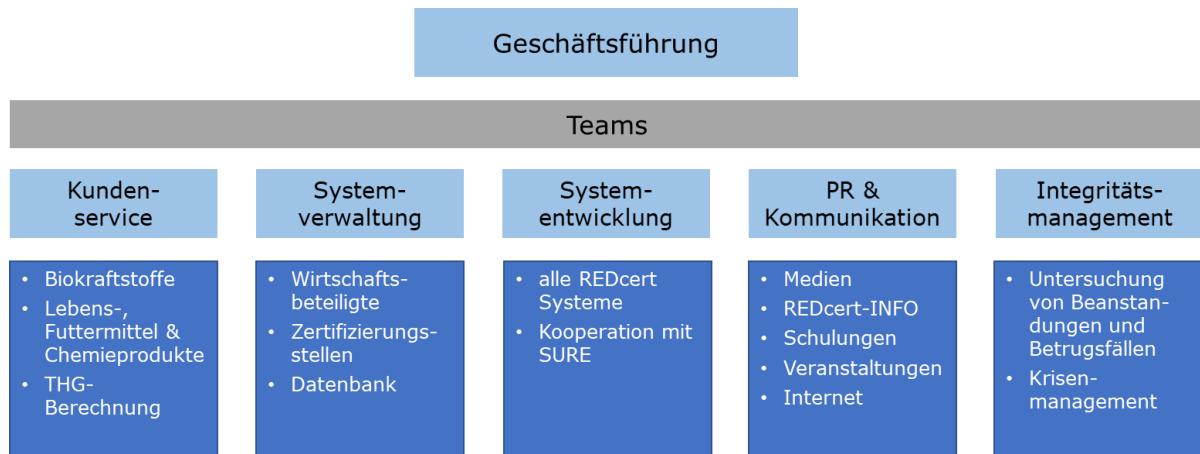 Geschäftsführung
Teams
Kunden-
service
System-
verwaltung
System-
entwicklung
PR &
Kommunikation
Integritäts-
management
• Biokraftstoffe
• Lebens-,
Futtermittel &
Chemieprodukte
• THG-
Berechnung
• Wirtschafts-
beteiligte
• Zertifizierungs-
stellen
• Datenbank
• alle REDcert
Systeme
• Kooperation mit
SURE
• Medien
• REDcert-INFO
• Schulungen
• Veranstaltungen
• Internet
• Untersuchung
von Beanstan-
dungen und
Betrugsfällen
• Krisen-
management